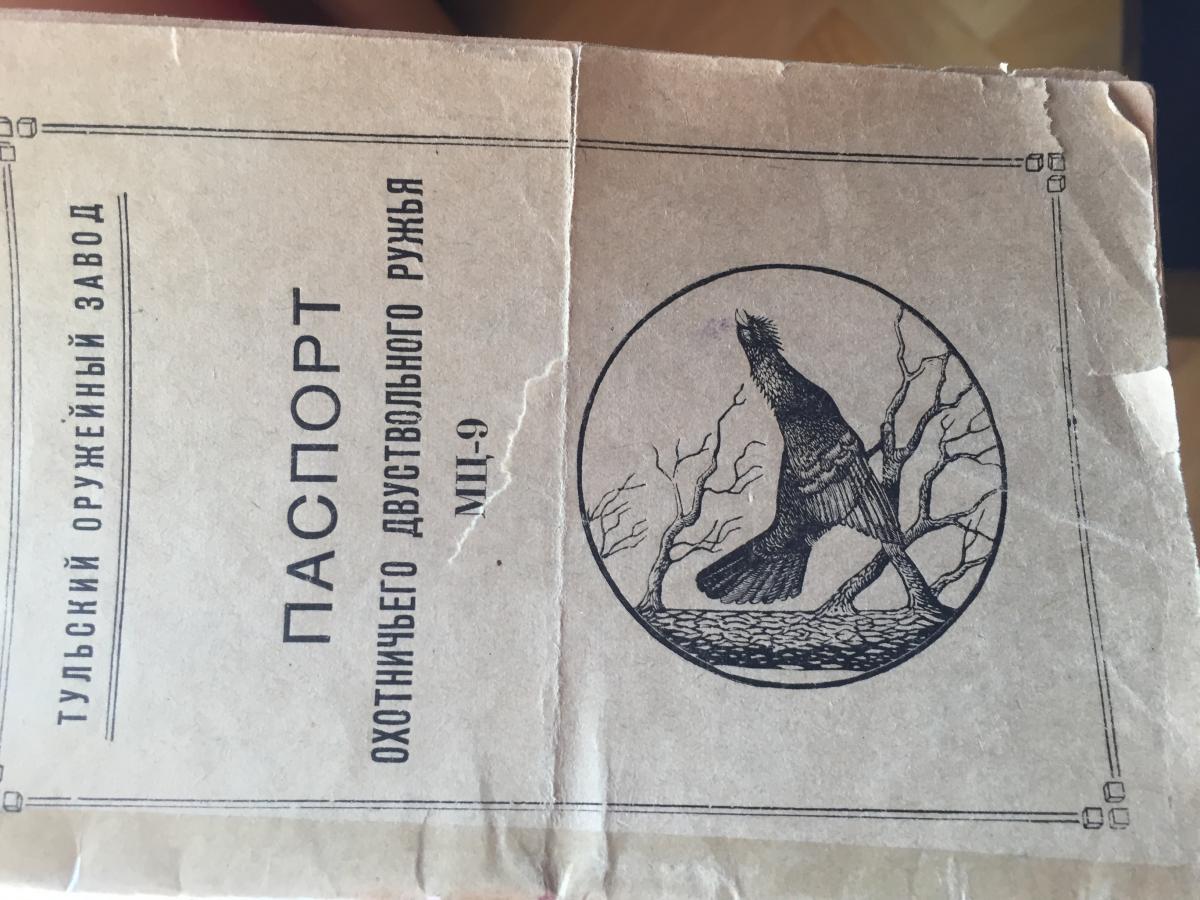 ТУЛЬСКИЙ ОРУЖЕЙНЫЙ ЗАВОД
ПАСПОРТ
ОХОТНИЧЬЕГО ДВУСТВОЛЬНОГО РУЖЬЯ
МЦ-9